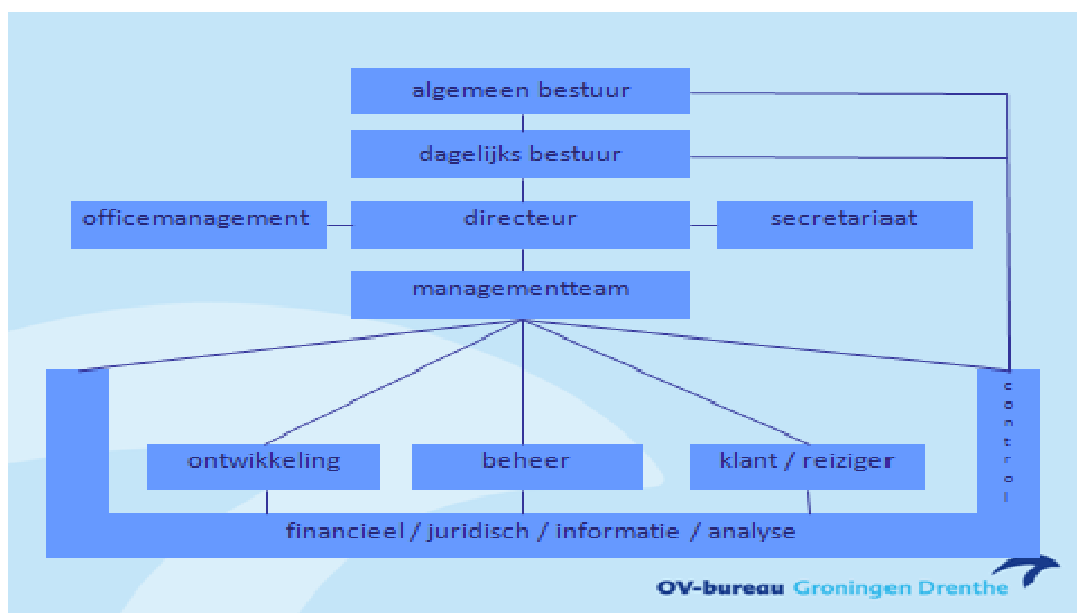 algemeen bestuur
dagelijks bestuur
officemanagement
directeur
secretariaat
managementteam
control
ontwikkeling
beheer
klant / reiziger
financieel / juridisch / informatie / analyse
OV-bureau Groningen Drenthe